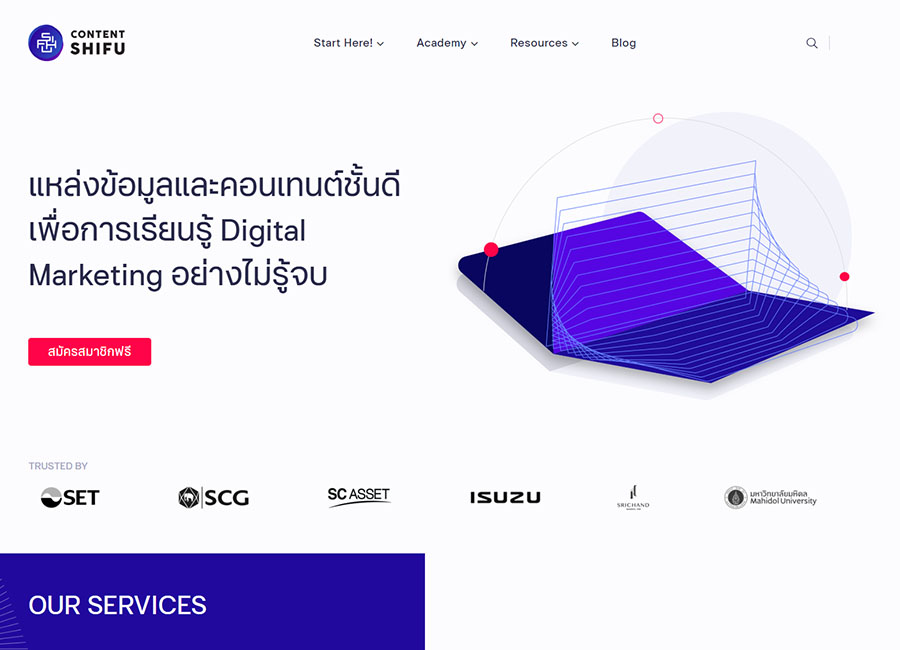 CONTENT
SHIFU
Start Here! Academy Resources Blog
แหล่งข้อมูลและคอนเทนต์ชั้นดี
เพื่อการเรียนรู้ Digital
Marketing อย่างไม่รู้จบ
สมัครสมาชิกฟรี
TRUSTED BY
SET SCG SC ASSET ISUZU SRICHAND มหาวิทยาลัยมหิดล
Mahidol University
OUR SERVICES